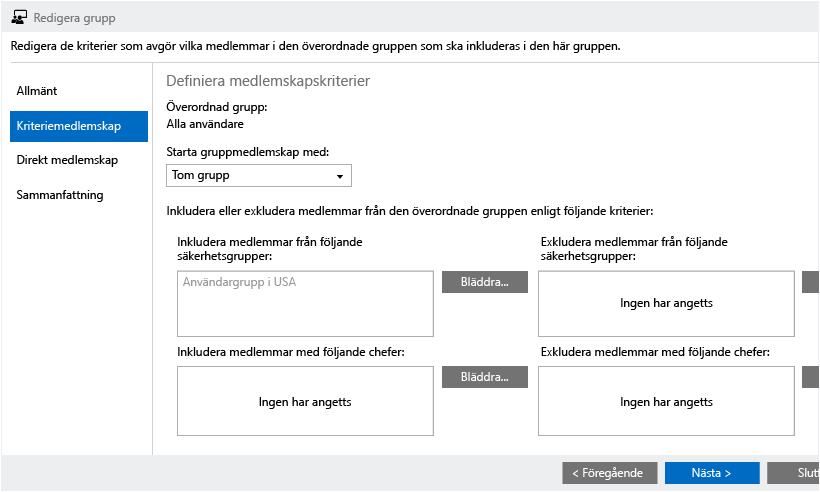 Redigera grupp
Redigera de kriterier som avgör vilka medlemmar i den överordnade gruppen som ska inkluderas i den här gruppen.
Allmänt
Kriteriemedlemskap
Direkt medlemskap
Sammanfattning
Definiera medlemskapskriterier
Överordnad grupp:
Alla användare
Starta gruppmedlemskap med:
Tom grupp
Inkludera eller exkludera medlemmar från den överordnade gruppen enligt följande kriterier:
Inkludera medlemmar från följande
säkerhetsgrupper:
Användargrupp i USA
Bläddra...
Exkludera medlemmar från följande
säkerhetsgrupper:
Ingen har angetts
Inkludera medlemmar med följande chefer:
Ingen har angetts
Bläddra...
Exkludera medlemmar med följande chefer:
Ingen har angetts
< Föregående
Nästa >